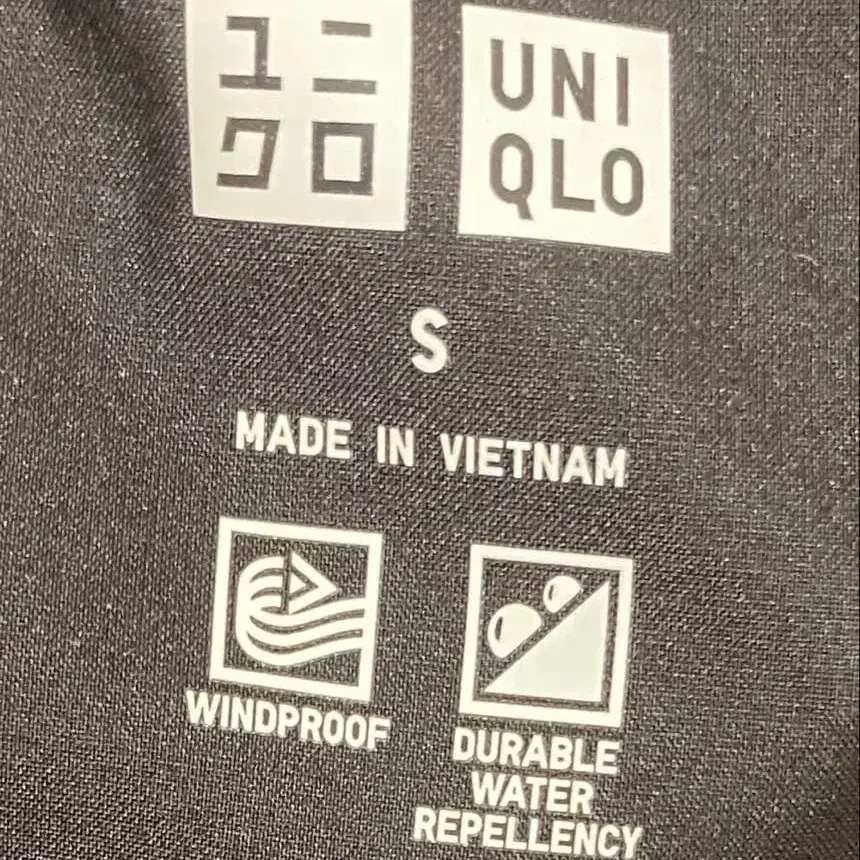 ユニ
クロ
UNI
QLO
S
MADE IN VIETNAM
WINDPROOF
DURABLE
WATER
REPELLENCY